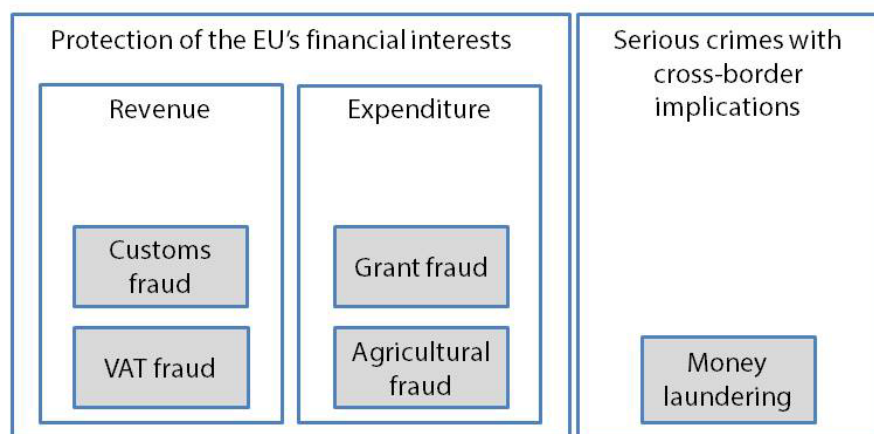 Protection of the EU's financial interests
Revenue
Customs
fraud
VAT fraud
Expenditure
Grant fraud
Agricultural
fraud
Serious crimes with
cross-border
implications
Money
laundering